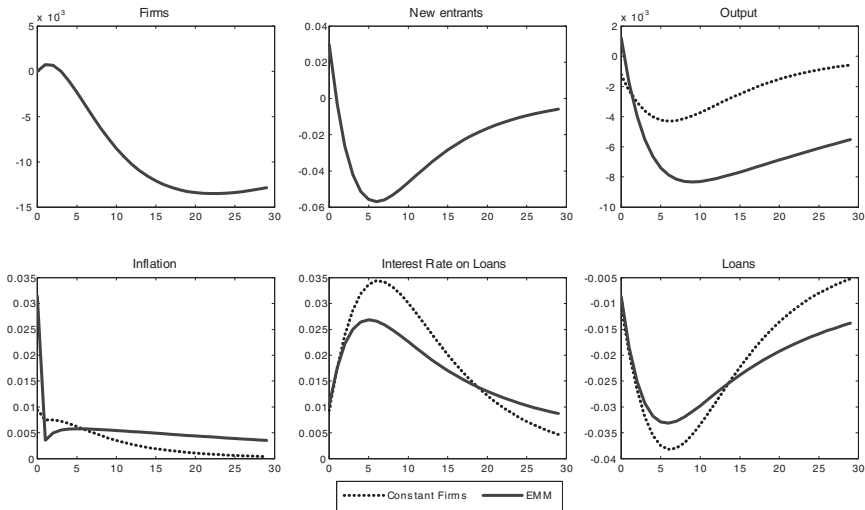 Firms
New entrants
Output
x 10⁻³
5
0
-5
-10
-15
0 5 10 15 20 25 30
0.04
0.02
0
-0.02
-0.04
-0.06
0 5 10 15 20 25 30
x 10⁻³
2
0
-2
-4
-6
-8
-10
0 5 10 15 20 25 30
Inflation
Interest Rate on Loans
Loans
0.035
0.03
0.025
0.02
0.015
0.01
0.005
0
0 5 10 15 20 25 30
0.035
0.03
0.025
0.02
0.015
0.01
0.005
0
0 5 10 15 20 25 30
-0.005
-0.01
-0.015
-0.02
-0.025
-0.03
-0.035
-0.04
0 5 10 15 20 25 30
Constant Firms
EMM